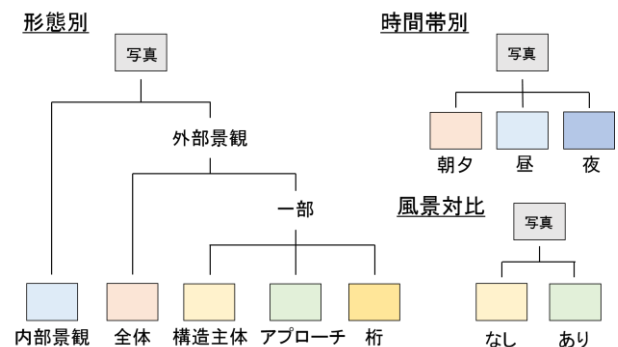 形態別
写真
外部景観
一部
内部景観
全体
構造主体
アプローチ
桁
時間帯別
写真
朝夕
昼
夜
風景対比
写真
なし
あり